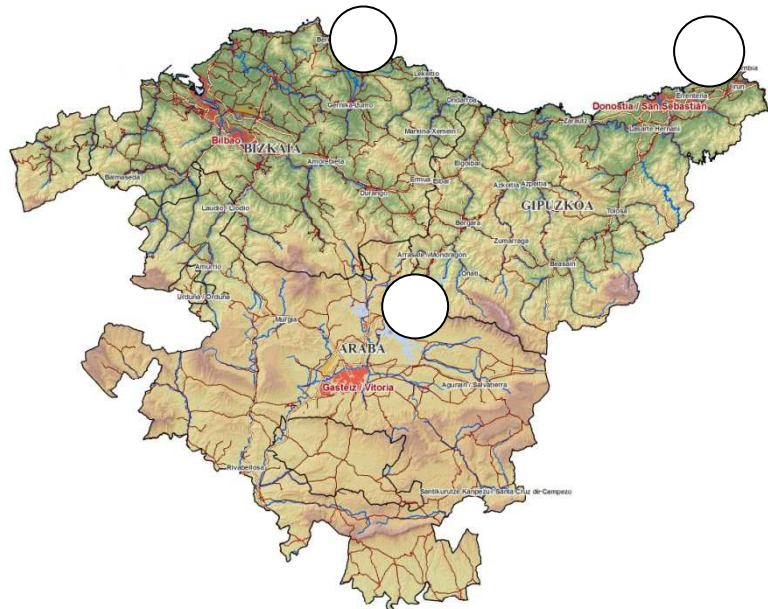 Ber
Lekeitio
Ondarroa
Gernika-Lumo
Markina-Xemein
Errenteria
Irun
Donostia / San Sebastián
Zarautz
Lasarte Hernani
Bilbao
BIZKAIA
Amorebieta
Elgoibar
Ermua
Eibar
Azkoitia
Azpeitia
Balmaseda
Durango
GIPUZKOA
Laudio / Llodio
Bergara
Tolosa
Zumarraga
Amurrio
Arrasate / Mondragon
Beasain
Oñati
Urduña / Orduña
Murgia
ARABA
Gasteiz / Vitoria
Agurain / Salvatierra
Rivabellosa
Santikurutze Kanpezu / Santa Cruz de Campezo